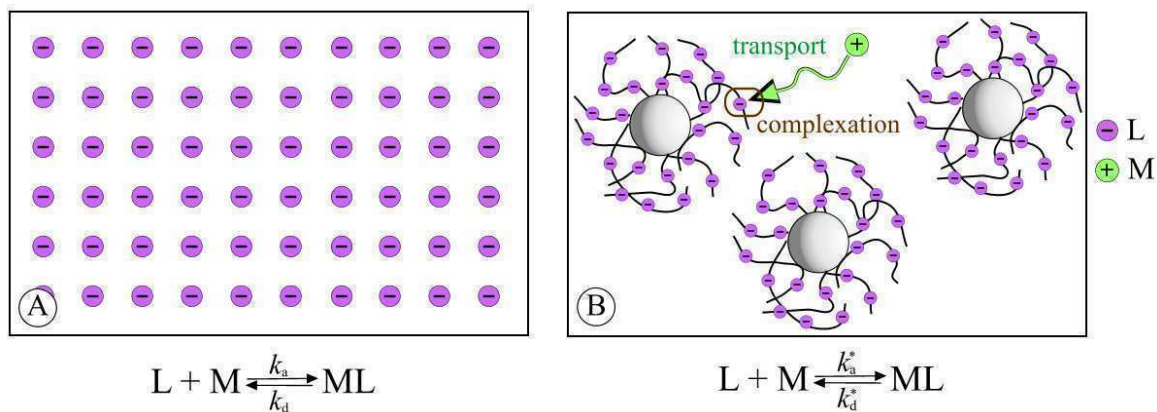 transport
complexation
− L
+ M
A
B
L + M k_a k_d ML
L + M k_a^* k_d^* ML